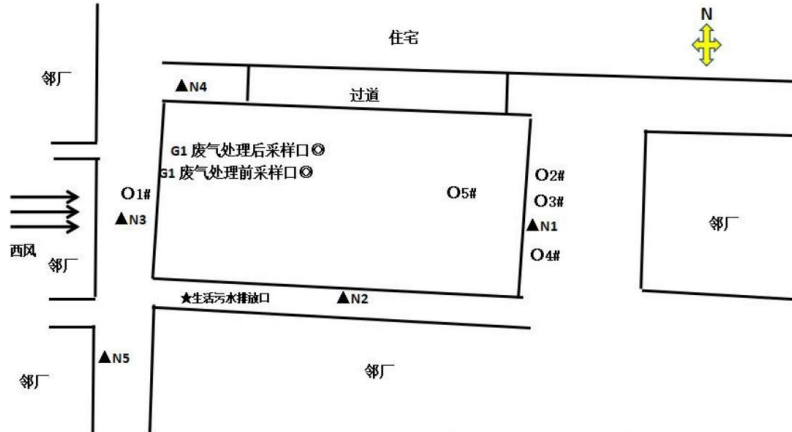 N
住宅
邻厂
▲N4
过道
G1 废气处理后采样口◎
G1 废气处理前采样口◎
O1#
O5#
O2#
O3#
▲N3
▲N1
邻厂
西风
邻厂
O4#
★生活污水排放口
▲N2
▲N5
邻厂
邻厂